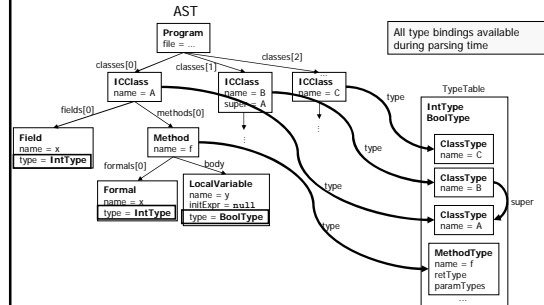 AST
Program
file = ...
All type bindings available
during parsing time
classes[0]
classes[1]
classes[2]
ICClass
name = A
ICClass
name = B
super = A
...
ICClass
name = C
...
...
TypeTable
IntType
BoolType
ClassType
name = C
ClassType
name = B
ClassType
name = A
MethodType
name = f
retType
paramTypes
...
type
type
type
type
super
fields[0]
methods[0]
Field
name = x
type = IntType
Method
name = f
formals[0]
body
Formal
name = x
type = IntType
LocalVariable
name = y
initExpr = null
type = BoolType